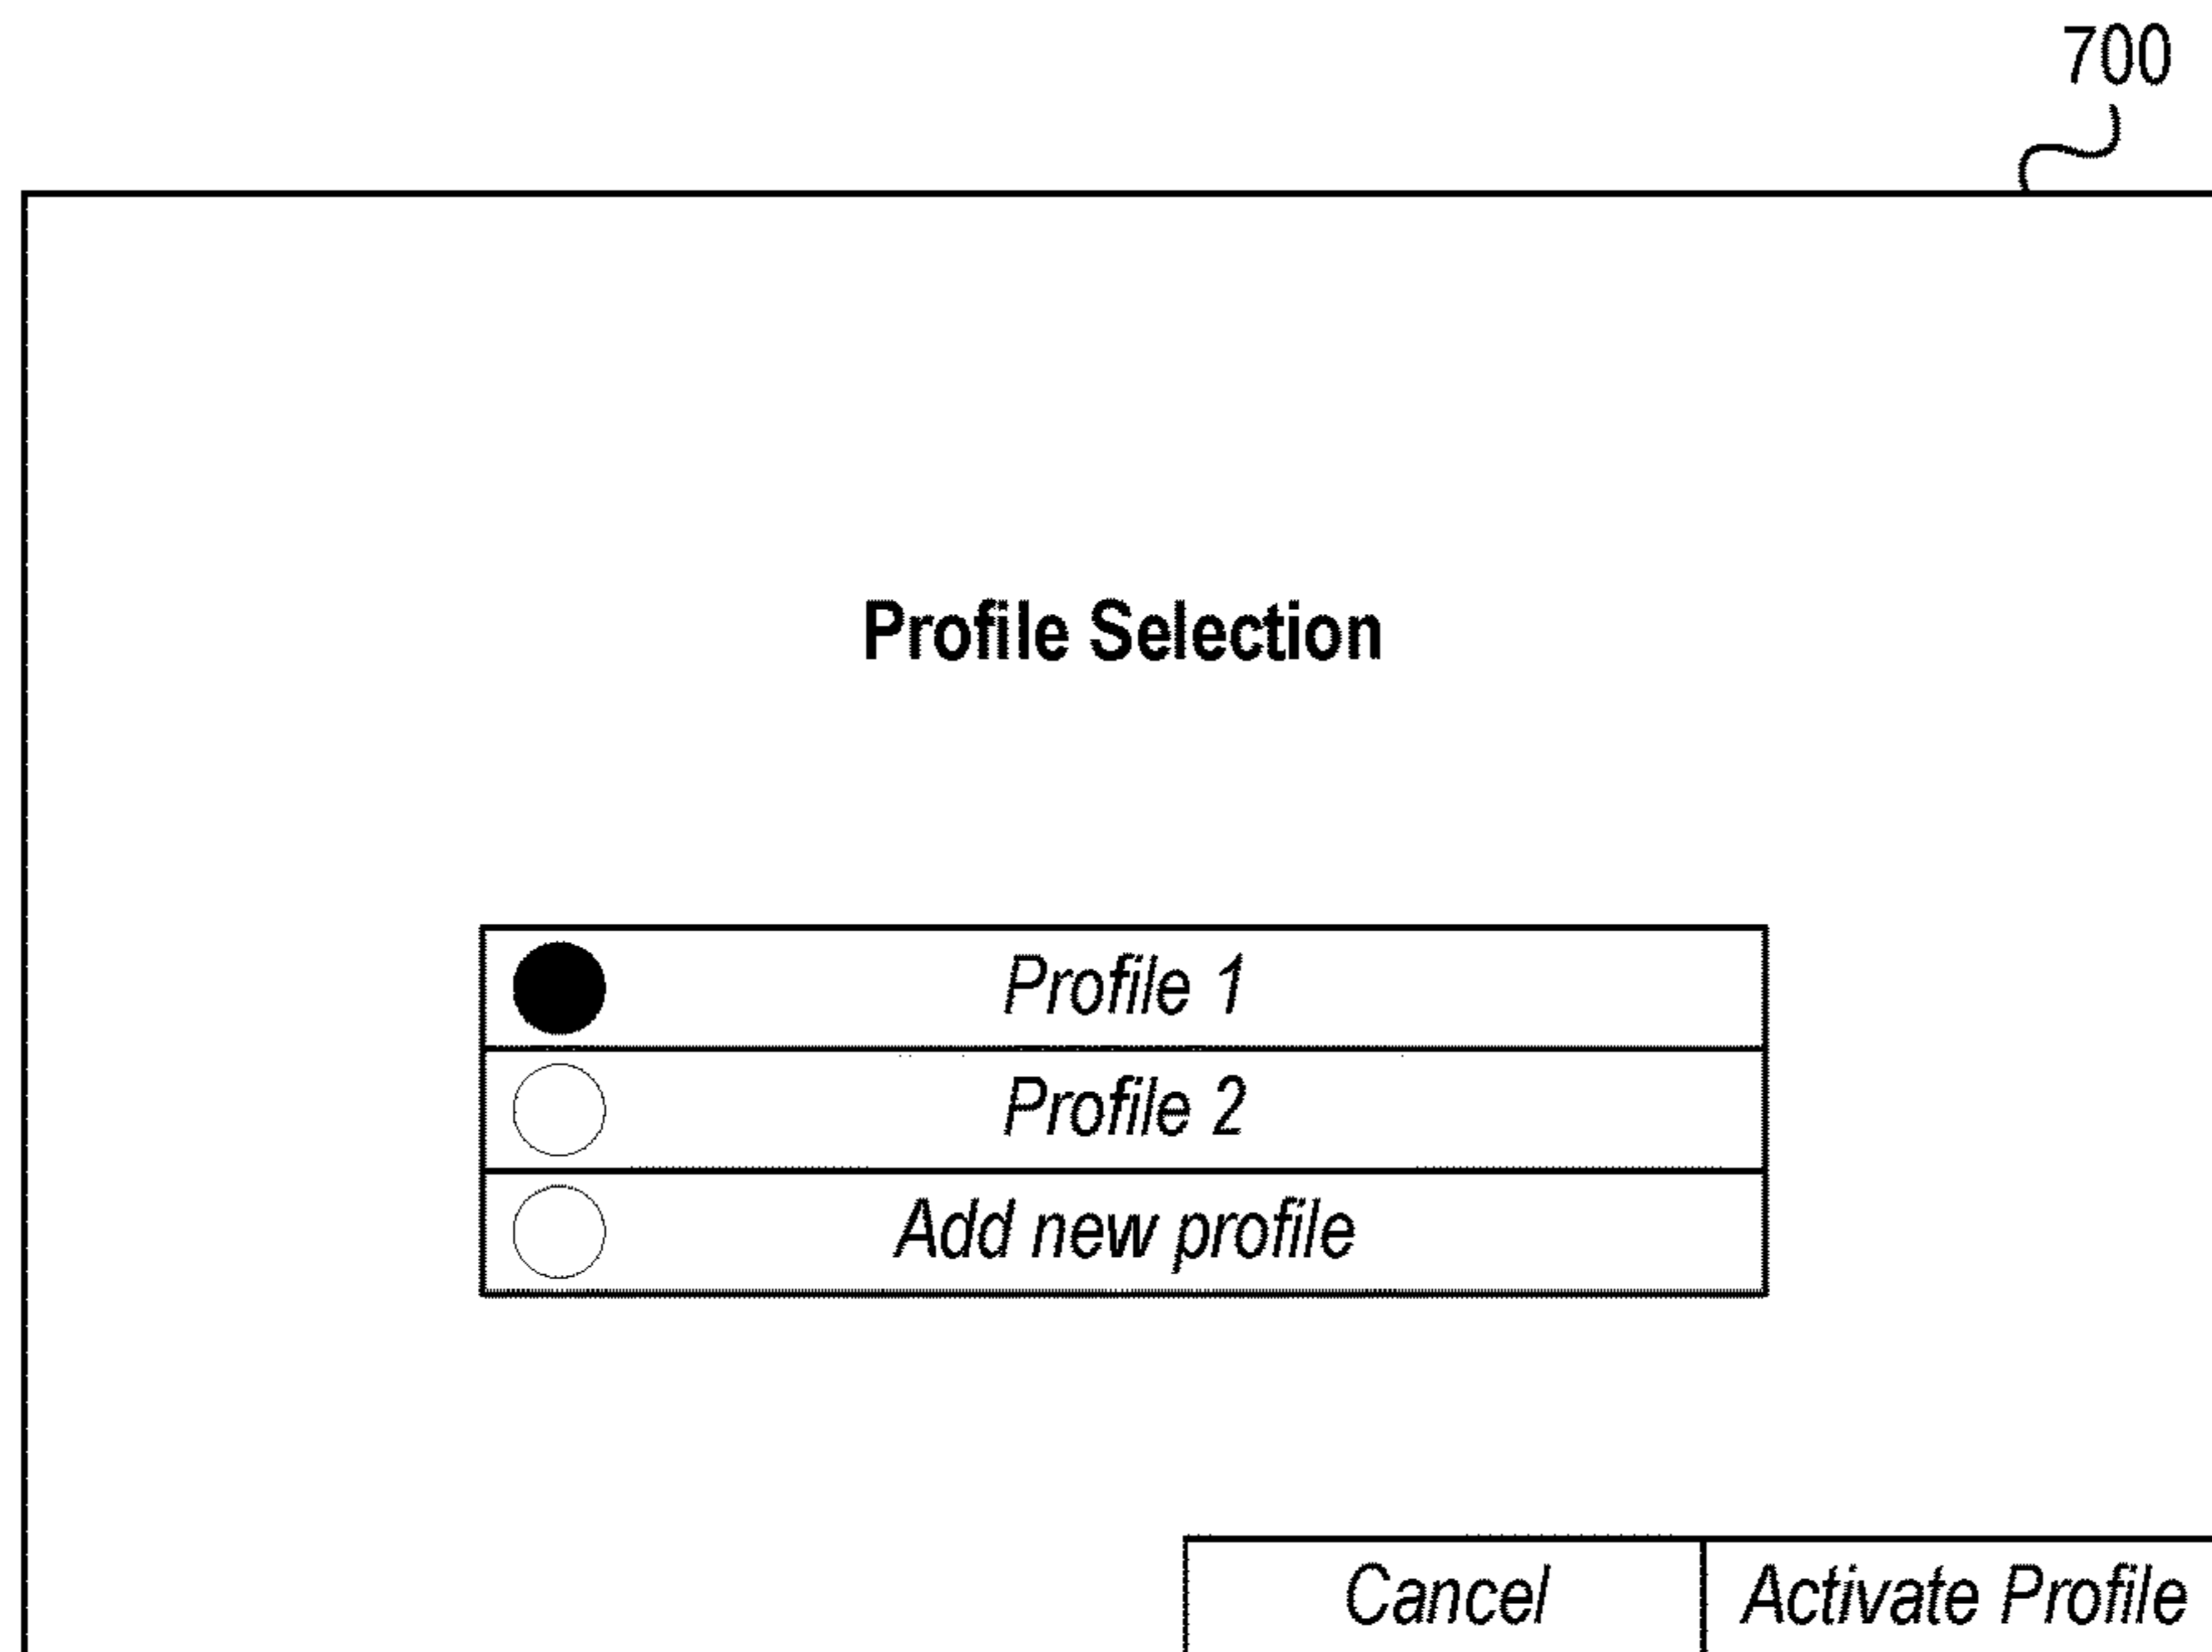 700
Profile Selection
Profile 1
Profile 2
Add new profile
Cancel
Activate Profile